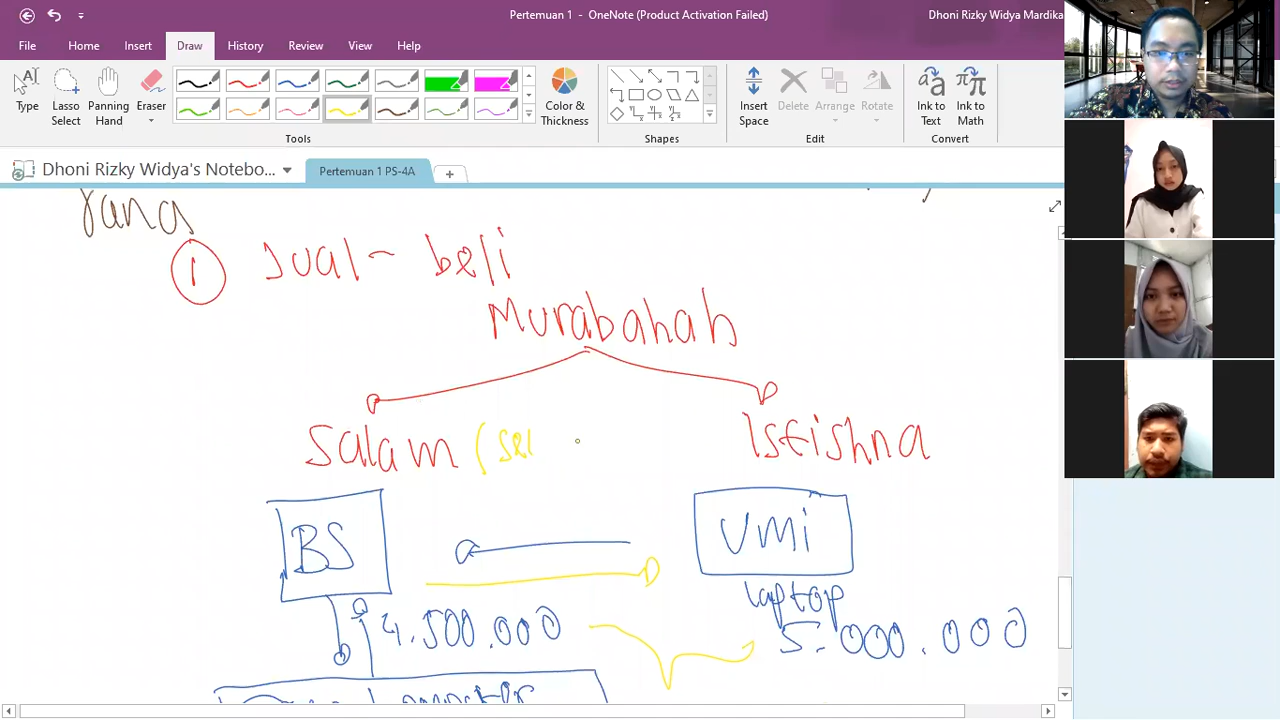 Pertemuan 1 - OneNote (Product Activation Failed)
Dhoni Rizky Widya Mardika
File Home Insert Draw History Review View Help
Type
Lasso Select
Panning Hand
Eraser
Color & Thickness
Insert Space
Delete
Arrange
Rotate
Ink to Text
Ink to Math
Tools
Shapes
Edit
Convert
Dhoni Rizky Widya's Notebo...
Pertemuan 1 PS-4A
1 Jual - beli
Murabahah
Salam (sel
Istishna
BS
UMi
laptop
4.500.000
5.000.000